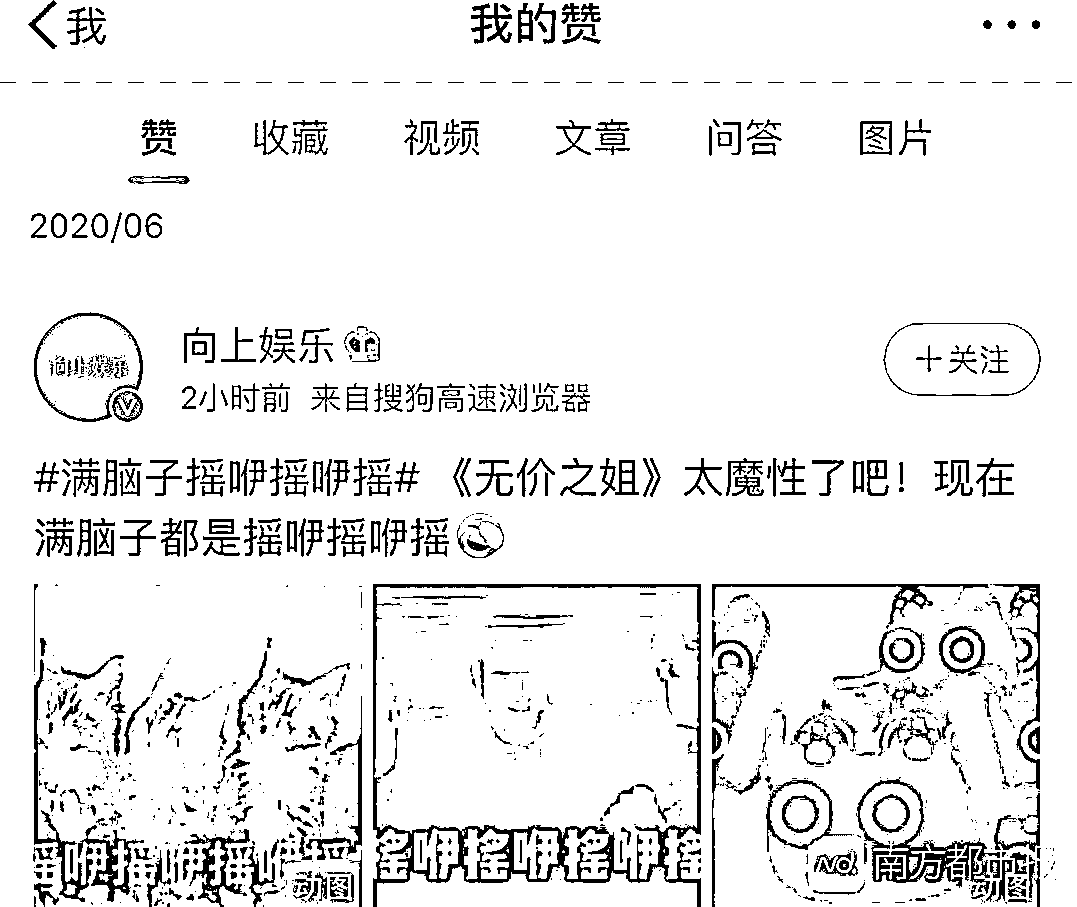 我
我的赞
赞 收藏 视频 文章 问答 图片
2020/06
向上娱乐
向上娱乐
2小时前 来自搜狗高速浏览器
+关注
#满脑子摇咿摇咿摇# 《无价之姐》太魔性了吧！现在
满脑子都是摇咿摇咿摇
摇咿摇咿摇咿摇
动图
摇咿摇咿摇咿摇
南方都市报
动图